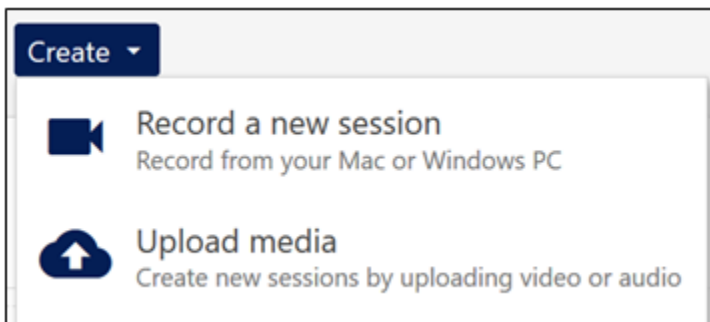 Create
Record a new session
Record from your Mac or Windows PC
Upload media
Create new sessions by uploading video or audio